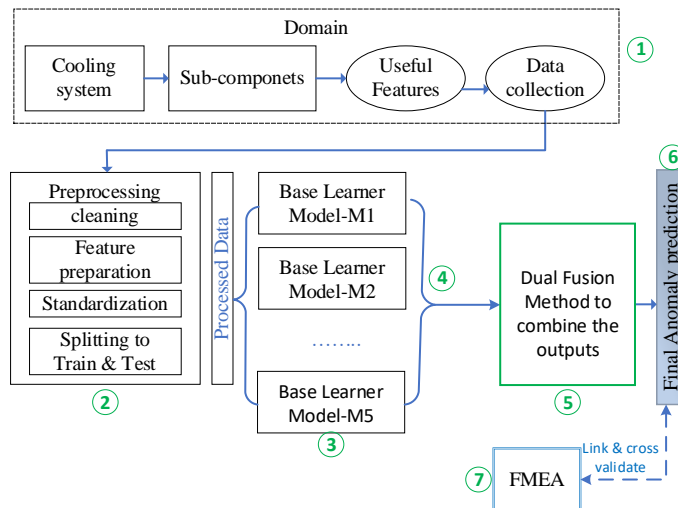 Domain
1
Cooling
system
Sub-componets
Useful
Features
Data
collection
Preprocessing
cleaning
Feature
preparation
Standardization
Splitting to
Train & Test
2
Processed Data
Base Learner
Model-M1
Base Learner
Model-M2
........
Base Learner
Model-M5
3
4
Dual Fusion
Method to
combine the
outputs
5
6
Final Anomaly prediction
Link & cross
validate
7
FMEA